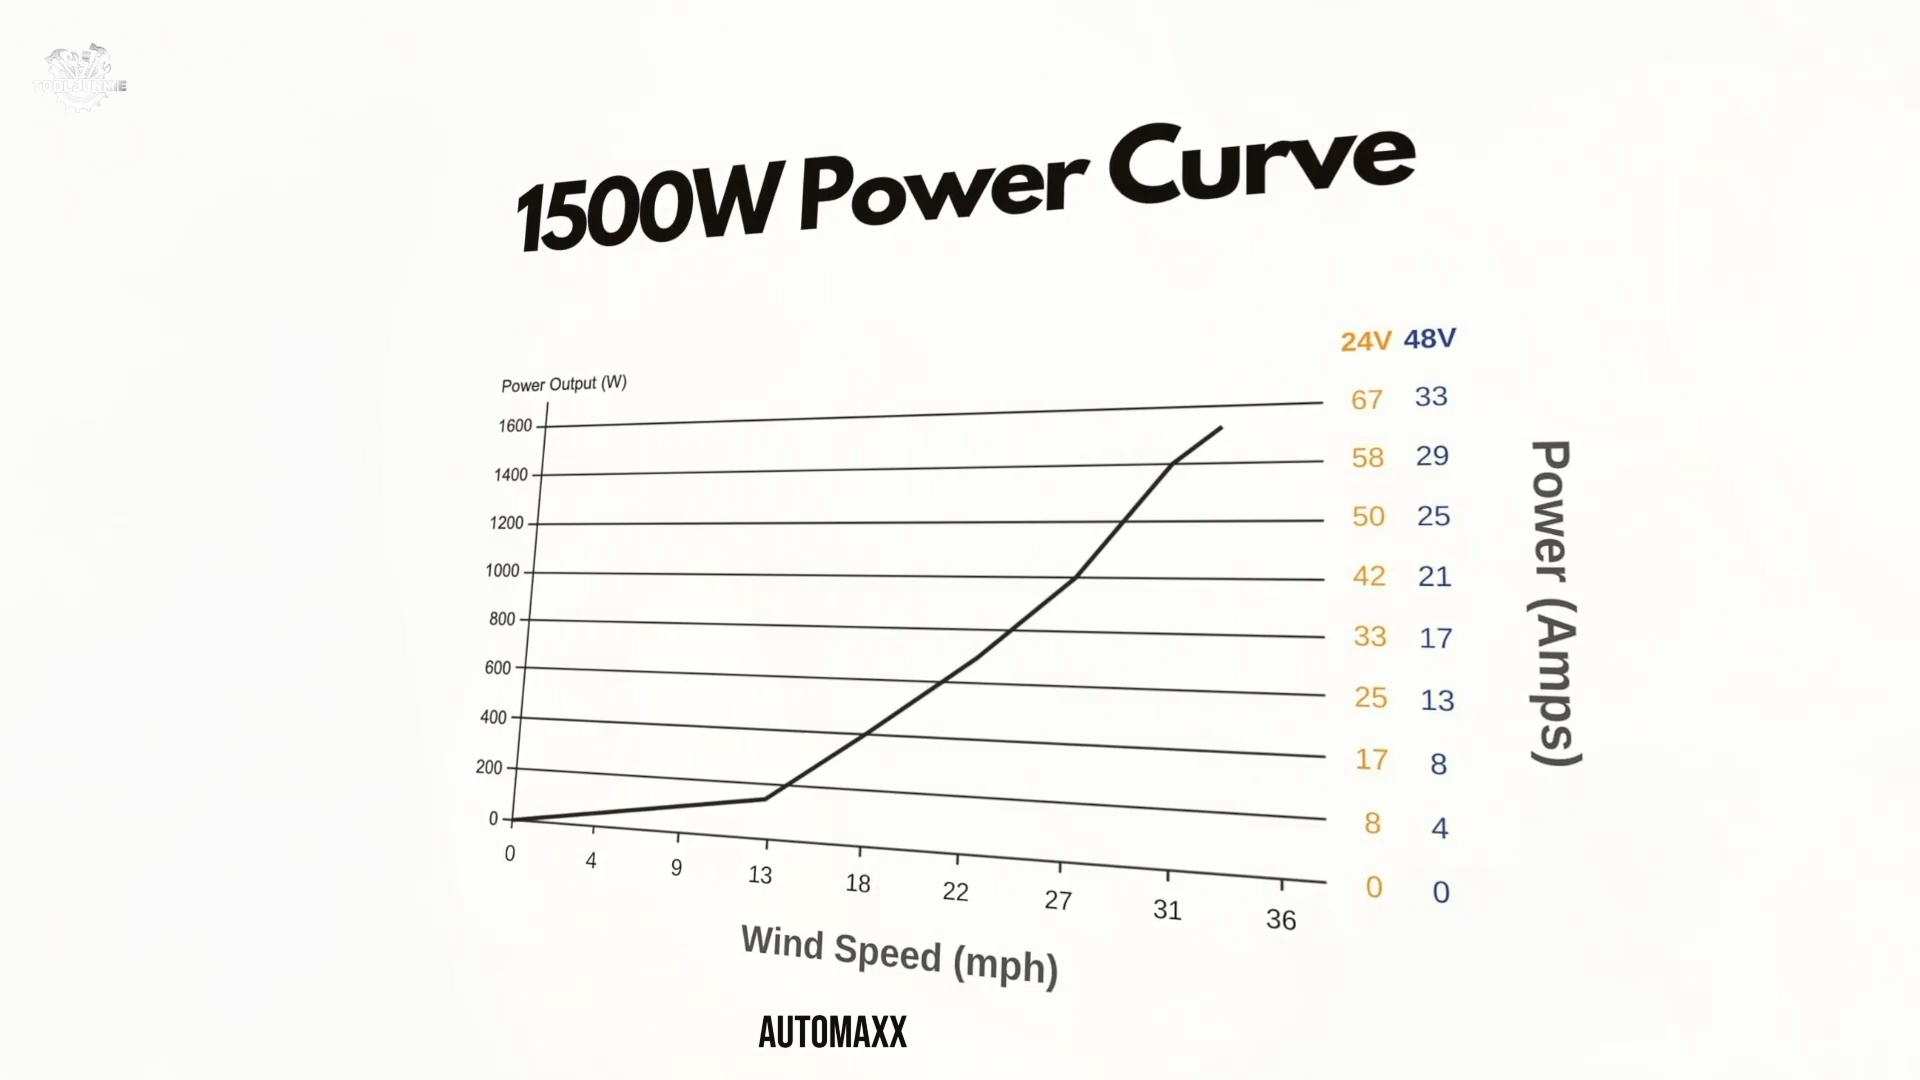 TOOLJUNKIE
1500W Power Curve
24V 48V
Power Output (W)
1600 67 33
1400 58 29
1200 50 25
1000 42 21
800 33 17
600 25 13
400 17 8
200 8 4
0 0 0
0 4 9 13 18 22 27 31 36
Power (Amps)
Wind Speed (mph)
AUTOMAXX